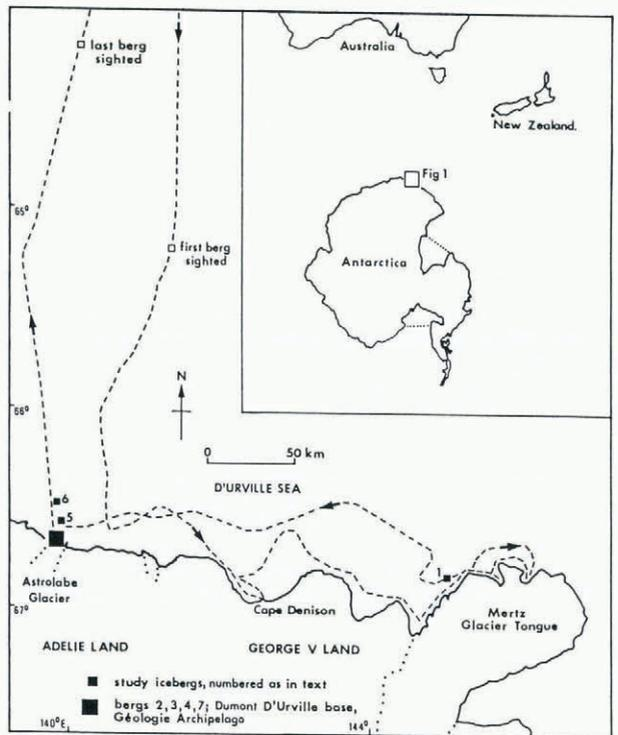 last berg
sighted
Australia
New Zealand.
Fig 1
65°
first berg
sighted
Antarctica
N
66°
0 50 km
D'URVILLE SEA
6
5
1
Astrolabe
Glacier
Cape Denison
Mertz
Glacier Tongue
67°
ADELIE LAND
GEORGE V LAND
study icebergs, numbered as in text
bergs 2,3,4,7; Dumont D'Urville base,
Géologie Archipelago
140°E
144°